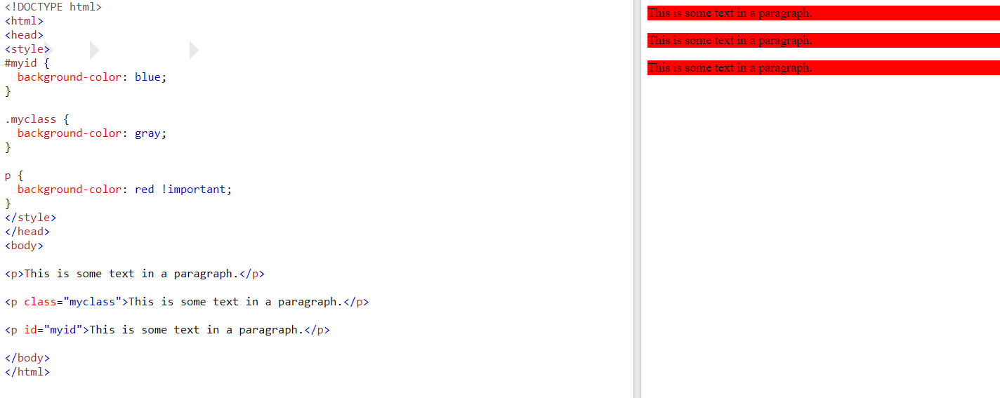 <!DOCTYPE html>
<html>
<head>
<style>
#myid {
  background-color: blue;
}

.myclass {
  background-color: gray;
}

p {
  background-color: red !important;
}
</style>
</head>
<body>

<p>This is some text in a paragraph.</p>

<p class="myclass">This is some text in a paragraph.</p>

<p id="myid">This is some text in a paragraph.</p>

</body>
</html>
This is some text in a paragraph.
This is some text in a paragraph.
This is some text in a paragraph.